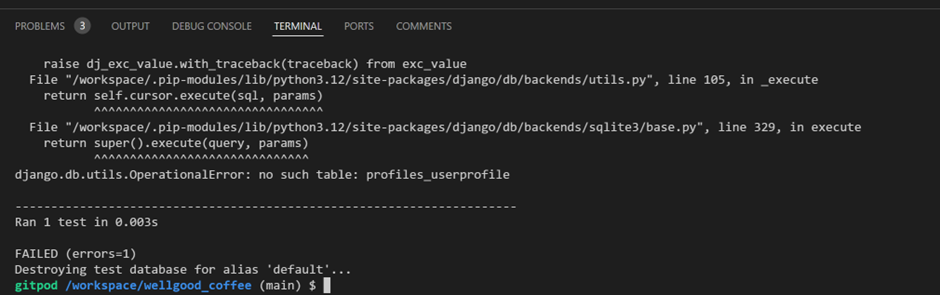 PROBLEMS 3 OUTPUT DEBUG CONSOLE TERMINAL PORTS COMMENTS
raise dj_exc_value.with_traceback(traceback) from exc_value
File "/workspace/.pip-modules/lib/python3.12/site-packages/django/db/backends/utils.py", line 105, in _execute
return self.cursor.execute(sql, params)
^^^^^^^^^^^^^^^^^^^^^^^^^^^^^^^^
File "/workspace/.pip-modules/lib/python3.12/site-packages/django/db/backends/sqlite3/base.py", line 329, in execute
return super().execute(query, params)
^^^^^^^^^^^^^^^^^^^^^^^^^^^^^^
django.db.utils.OperationalError: no such table: profiles_userprofile
----------------------------------------------------------------------
Ran 1 test in 0.003s
FAILED (errors=1)
Destroying test database for alias 'default'...
gitpod /workspace/wellgood_coffee (main) $